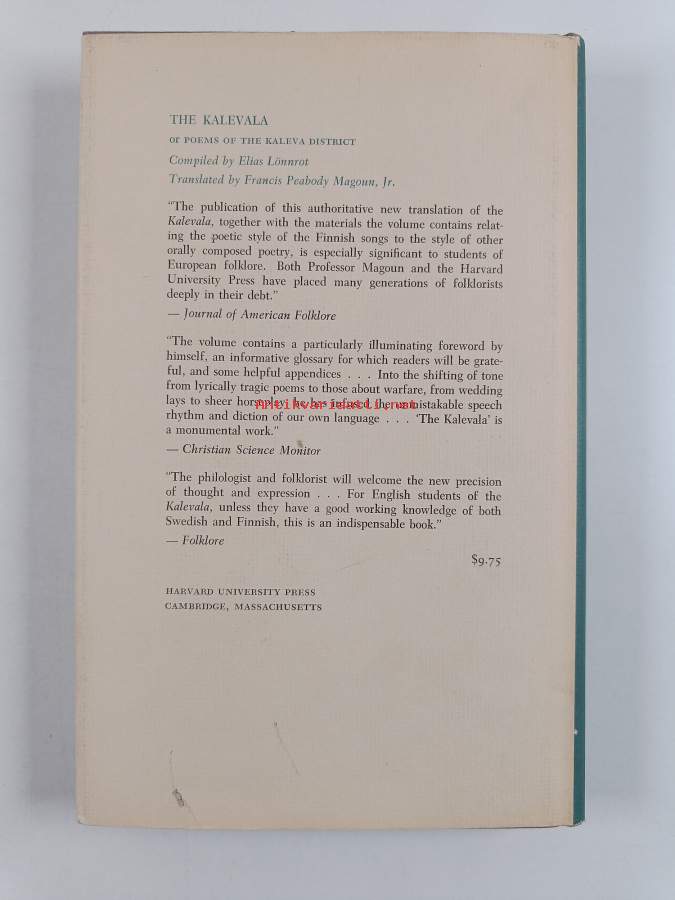 THE KALEVALA
or POEMS OF THE KALEVA DISTRICT
Compiled by Elias Lönnrot
Translated by Francis Peabody Magoun, Jr.
"The publication of this authoritative new translation of the
Kalevala, together with the materials the volume contains relat-
ing the poetic style of the Finnish songs to the style of other
orally composed poetry, is especially significant to students of
European folklore. Both Professor Magoun and the Harvard
University Press have placed many generations of folklorists
deeply in their debt."
— Journal of American Folklore
"The volume contains a particularly illuminating foreword by
himself, an informative glossary for which readers will be grate-
ful, and some helpful appendices . . . Into the shifting of tone
from lyrically tragic poems to those about warfare, from wedding
lays to sheer horseplay, he has infused the unmistakable speech
Antikvariaatti.net
rhythm and diction of our own language . . . 'The Kalevala' is
a monumental work."
— Christian Science Monitor
"The philologist and folklorist will welcome the new precision
of thought and expression . . . For English students of the
Kalevala, unless they have a good working knowledge of both
Swedish and Finnish, this is an indispensable book."
— Folklore
$9.75
HARVARD UNIVERSITY PRESS
CAMBRIDGE, MASSACHUSETTS